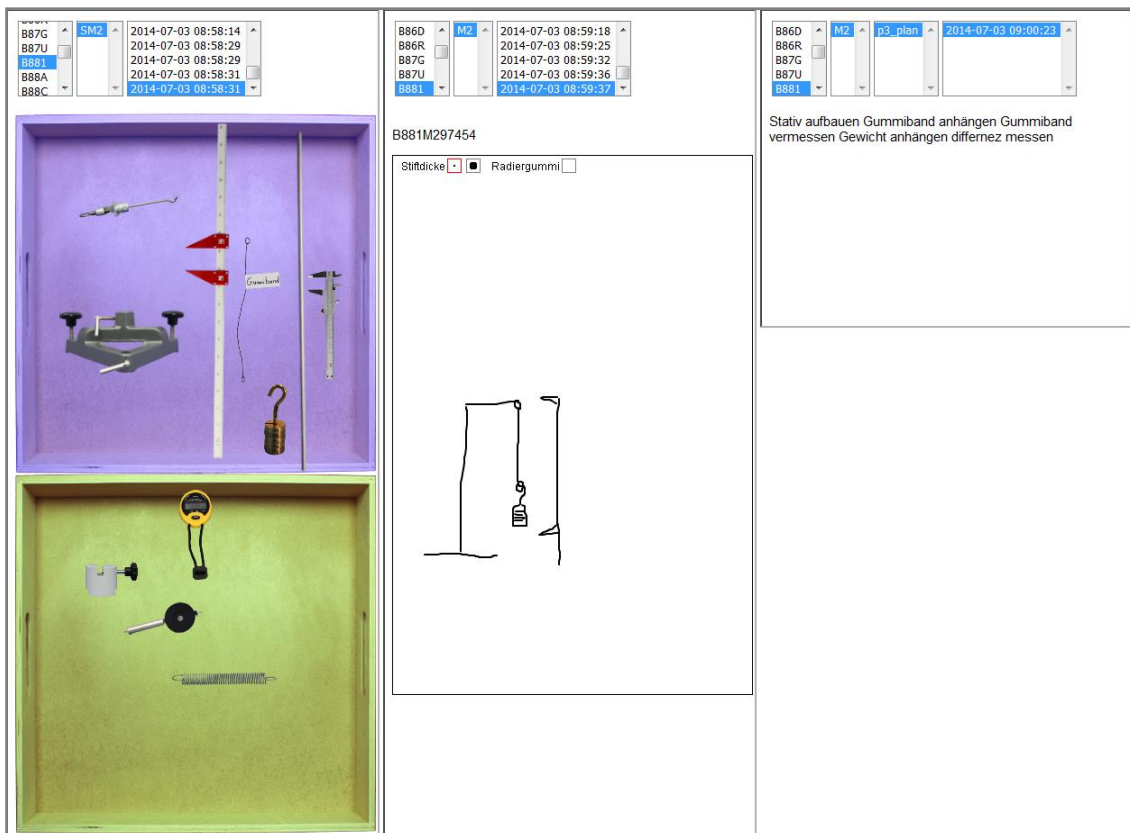 B87G
B87U
B881
B88A
B88C
SM2
2014-07-03 08:58:14
2014-07-03 08:58:29
2014-07-03 08:58:29
2014-07-03 08:58:31
2014-07-03 08:58:31
Gummiband
B86D
B86R
B87G
B87U
B881
M2
2014-07-03 08:59:18
2014-07-03 08:59:25
2014-07-03 08:59:32
2014-07-03 08:59:36
2014-07-03 08:59:37
B881M297454
Stiftdicke Radiergummi
B86D
B86R
B87G
B87U
B881
M2
p3_plan
2014-07-03 09:00:23
Stativ aufbauen Gummiband anhängen Gummiband
vermessen Gewicht anhängen differnez messen